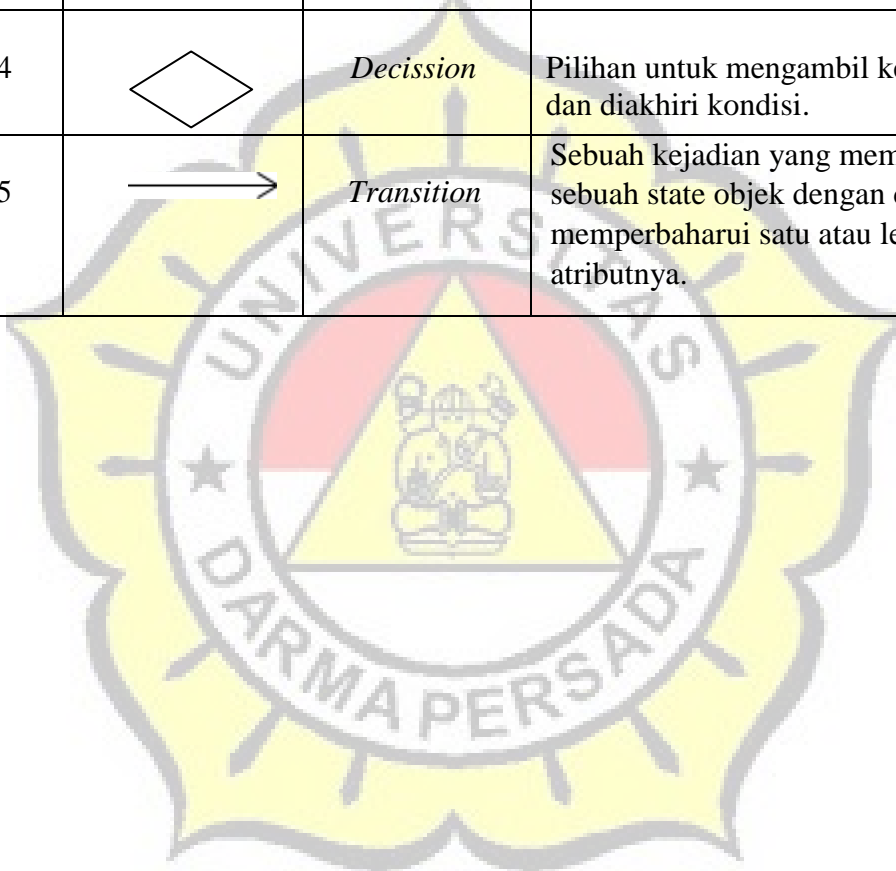 4
Decission
Pilihan untuk mengambil
dan diakhiri kondisi.
5
Transition
Sebuah kejadian yang
sebuah state objek dengan
memperbaharui satu atau
atributnya.
UNIVERSITAS
DARMA PERSADA